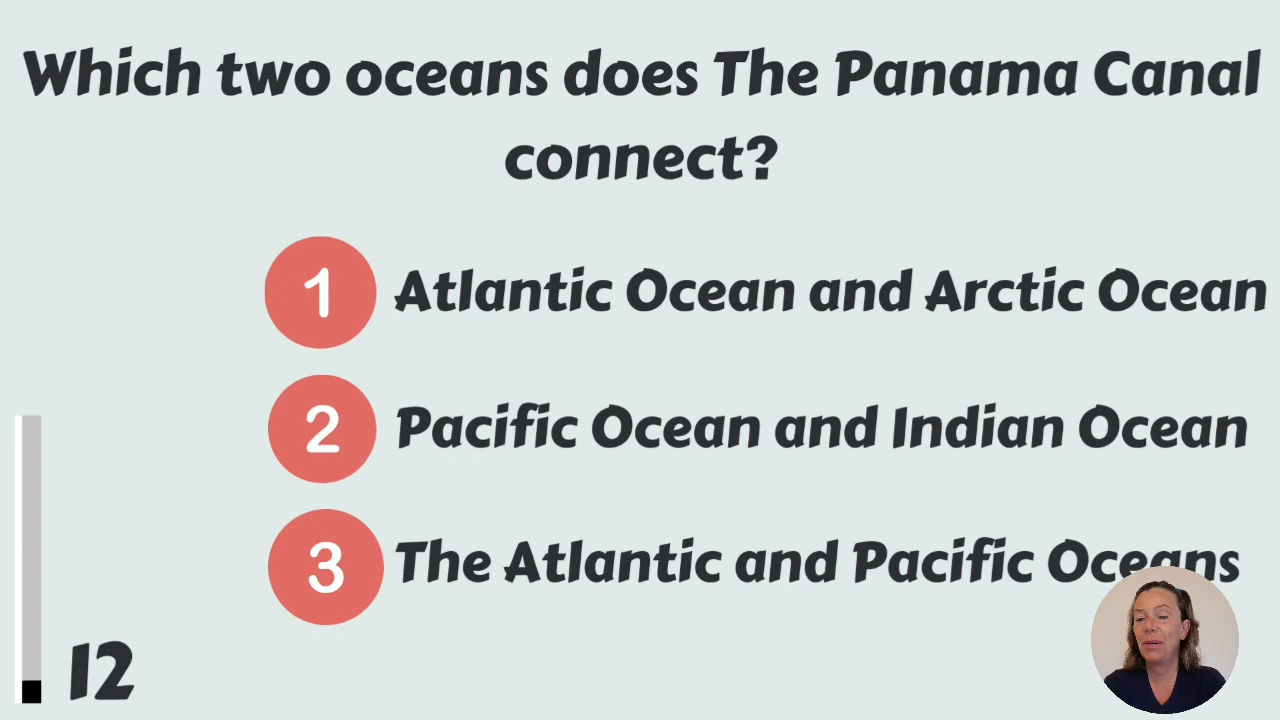 Which two oceans does The Panama Canal
connect?
1 Atlantic Ocean and Arctic Ocean
2 Pacific Ocean and Indian Ocean
3 The Atlantic and Pacific Oceans
12